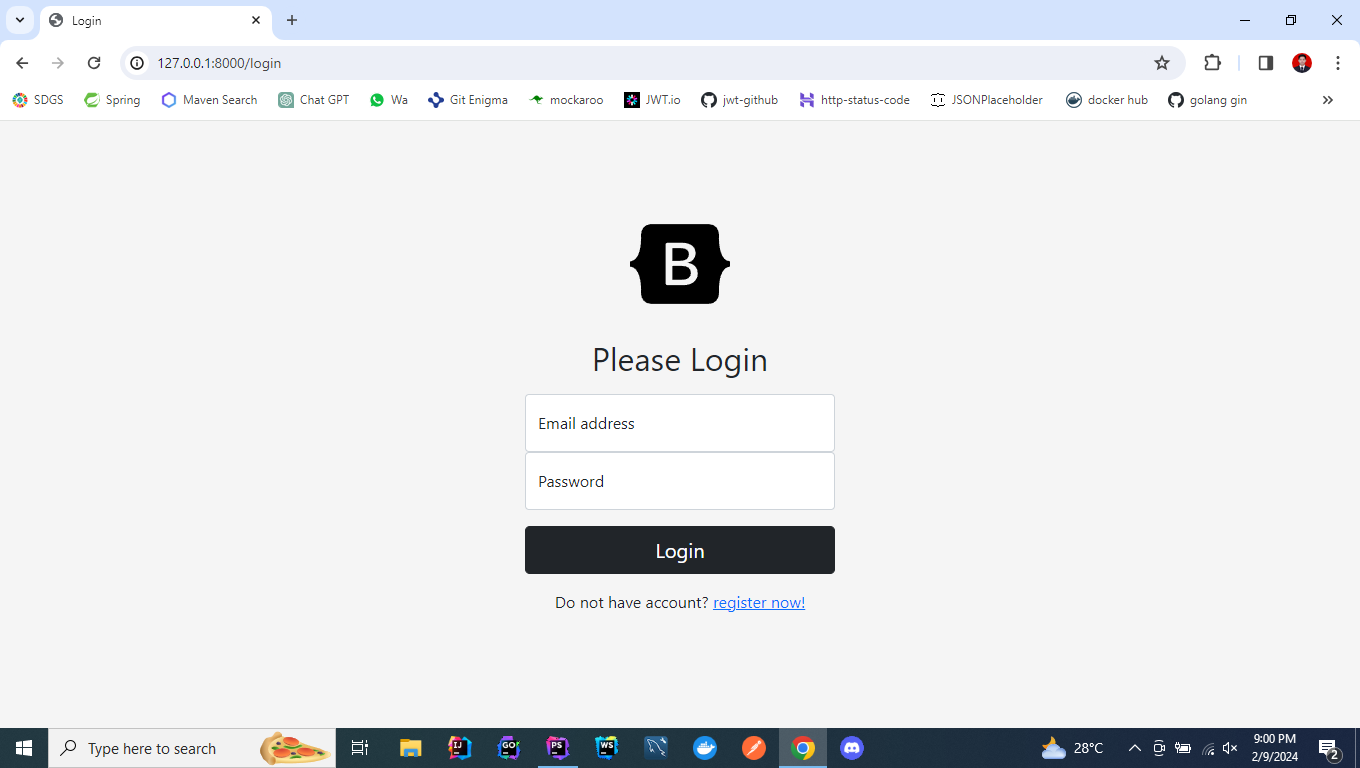 Login
127.0.0.1:8000/login
SDGS Spring Maven Search Chat GPT Wa Git Enigma mockaroo JWT.io jwt-github http-status-code JSONPlaceholder docker hub golang gin
B
Please Login
Email address
Password
Login
Do not have account? register now!
Type here to search
IJ GO PS WS
28°C
9:00 PM
2/9/2024
2